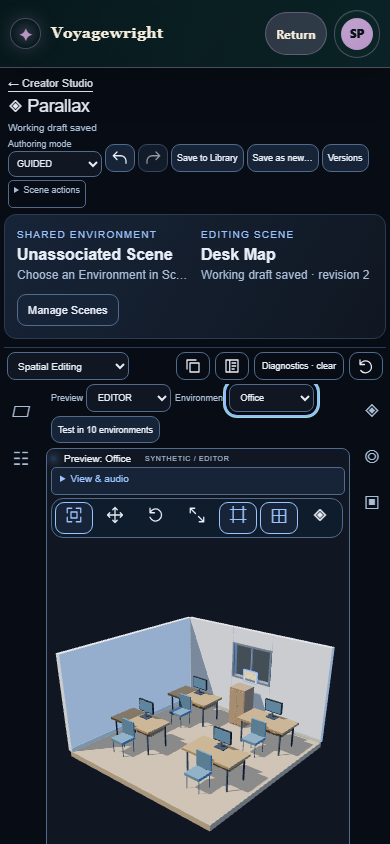 Voyagewright
Return
SP
← Creator Studio
Parallax
Working draft saved
Authoring mode
GUIDED
Save to Library
Save as new...
Versions
Scene actions
SHARED ENVIRONMENT
Unassociated Scene
Choose an Environment in Sc...
EDITING SCENE
Desk Map
Working draft saved · revision 2
Manage Scenes
Spatial Editing
Diagnostics · clear
Preview
EDITOR
Environmen
Office
Test in 10 environments
Preview: Office
SYNTHETIC / EDITOR
View & audio